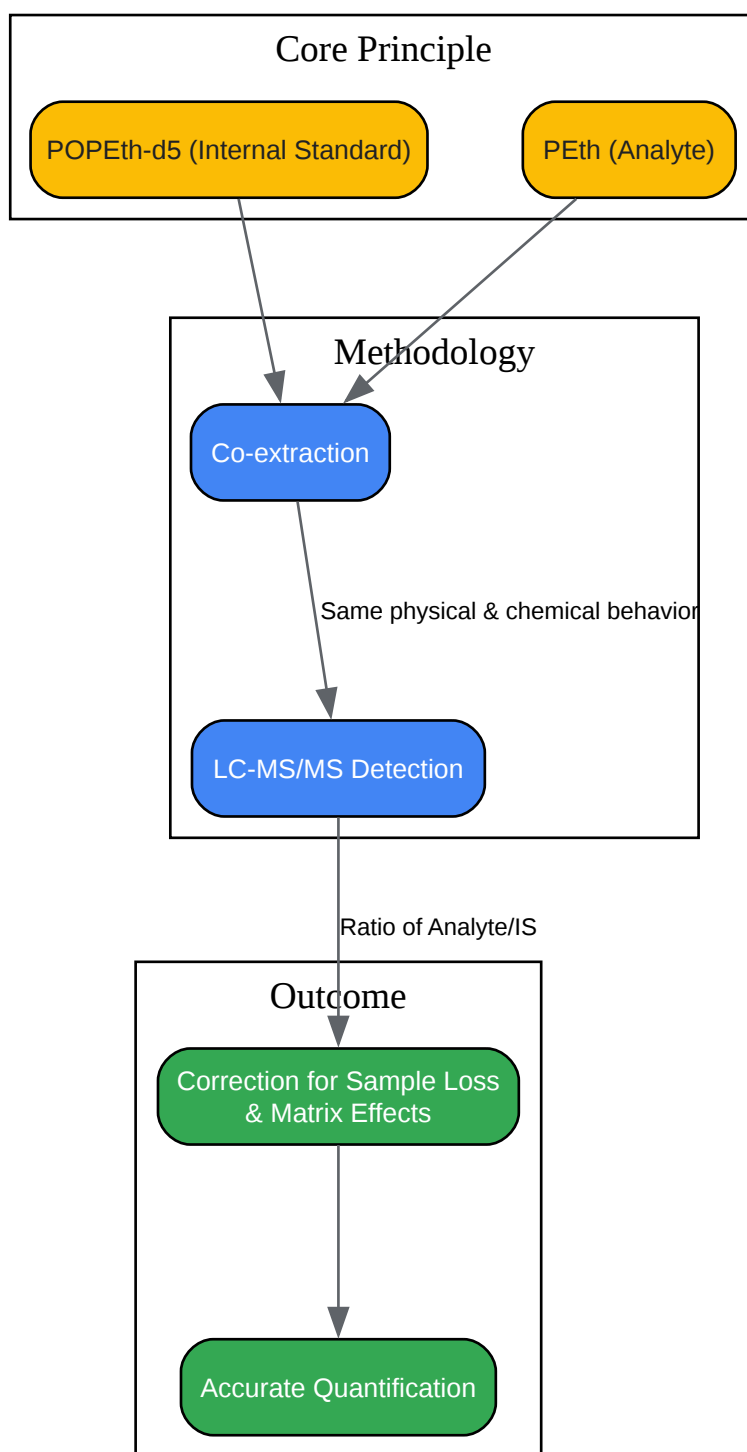 Core Principle
POPEth-d5 (Internal Standard)
PEth (Analyte)
Methodology
Co-extraction
Same physical & chemical behavior
LC-MS/MS Detection
Ratio of Analyte/IS
Outcome
Correction for Sample Loss
& Matrix Effects
Accurate Quantification